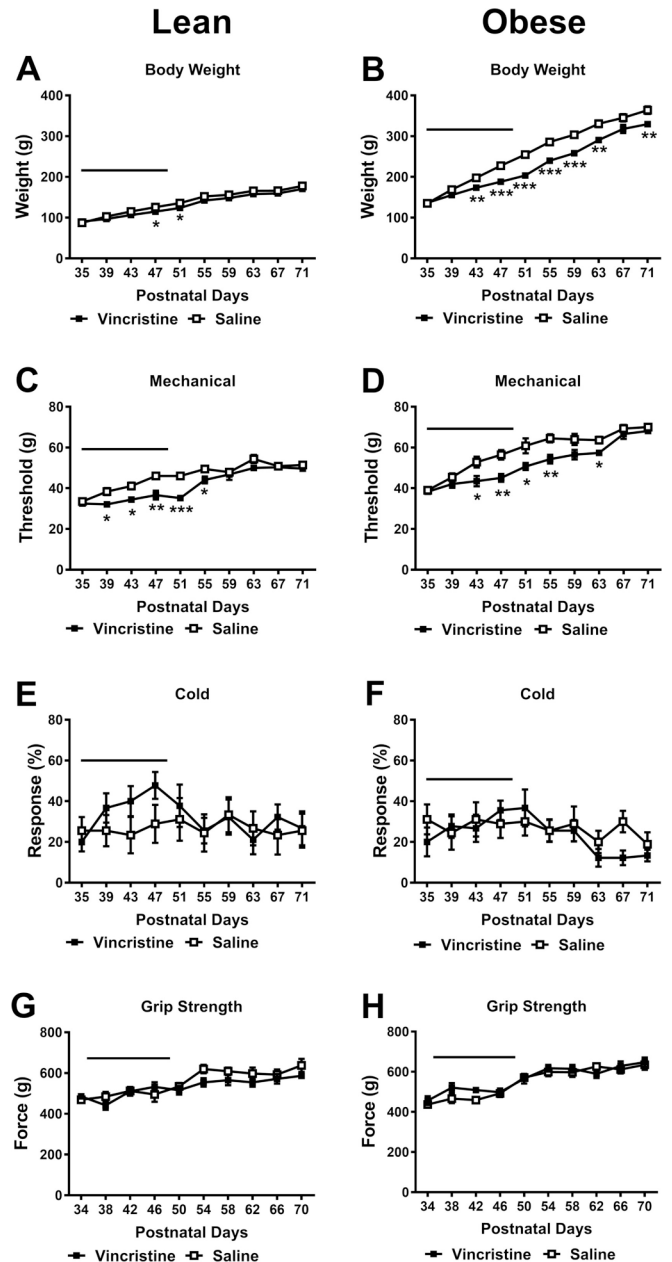 Lean
Obese
A
Body Weight
Weight (g)
400
300
200
100
0
* *
35 39 43 47 51 55 59 63 67 71
Postnatal Days
Vincristine Saline
B
Body Weight
Weight (g)
400
300
200
100
0
** *** *** *** *** ** **
35 39 43 47 51 55 59 63 67 71
Postnatal Days
Vincristine Saline
C
Mechanical
Threshold (g)
80
60
40
20
0
* * ** *** *
35 39 43 47 51 55 59 63 67 71
Postnatal Days
Vincristine Saline
D
Mechanical
Threshold (g)
80
60
40
20
0
* ** * ** *
35 39 43 47 51 55 59 63 67 71
Postnatal Days
Vincristine Saline
E
Cold
Response (%)
80
60
40
20
0
35 39 43 47 51 55 59 63 67 71
Postnatal Days
Vincristine Saline
F
Cold
Response (%)
80
60
40
20
0
35 39 43 47 51 55 59 63 67 71
Postnatal Days
Vincristine Saline
G
Grip Strength
Force (g)
800
600
400
200
0
34 38 42 46 50 54 58 62 66 70
Postnatal Days
Vincristine Saline
H
Grip Strength
Force (g)
800
600
400
200
0
34 38 42 46 50 54 58 62 66 70
Postnatal Days
Vincristine Saline